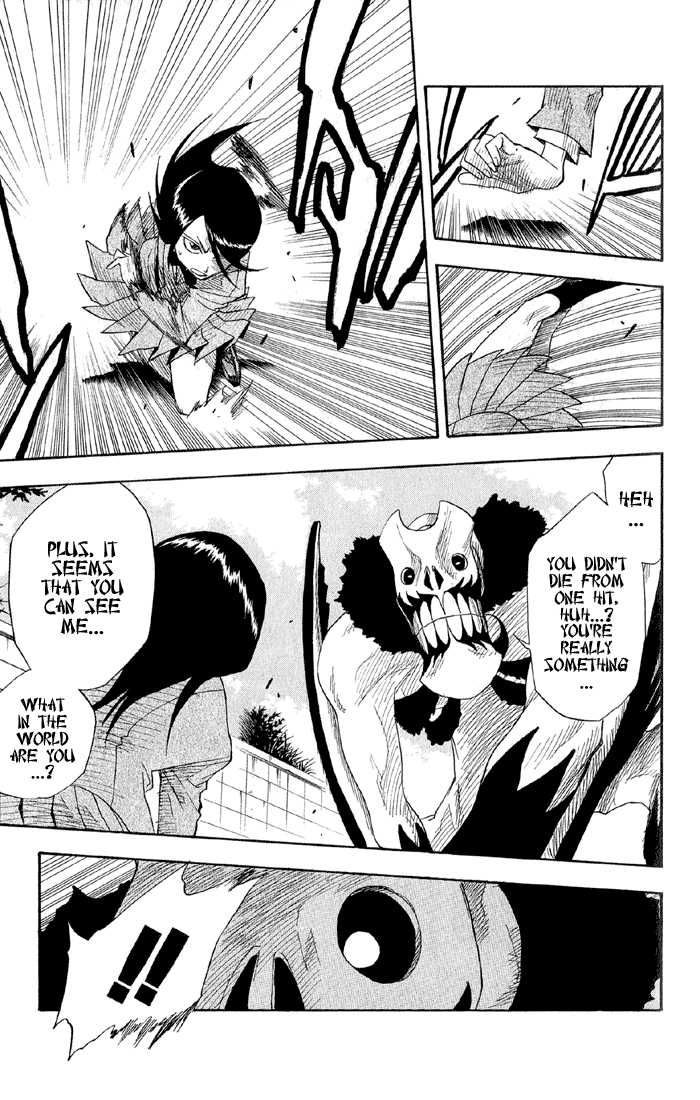 HEH
...
YOU DIDN'T
DIE FROM
ONE HIT,
HUH...?
YOU'RE
REALLY
SOMETHING
...
PLUS, IT
SEEMS
THAT YOU
CAN SEE
ME...
WHAT
IN THE
WORLD
ARE YOU
...?
!!